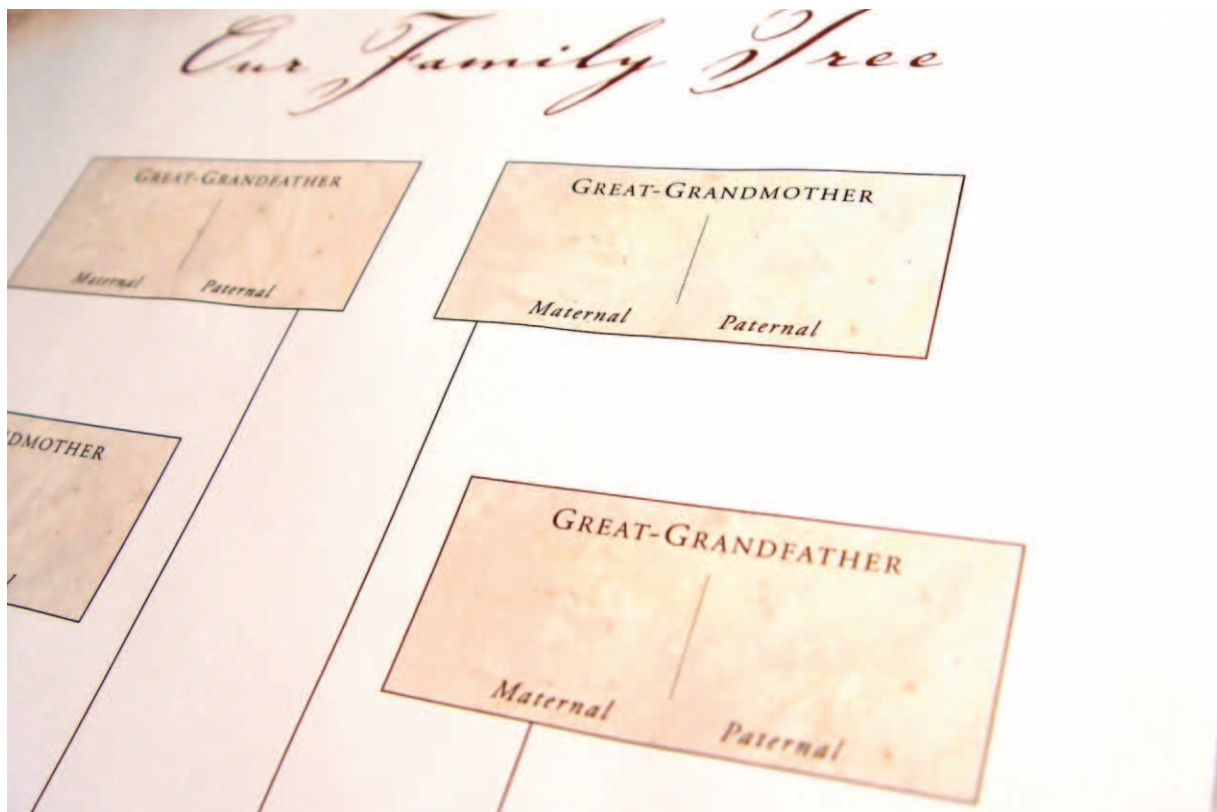 Our Family Tree
GREAT-GRANDFATHER
Maternal Paternal
GREAT-GRANDMOTHER
Maternal Paternal
DMOTHER
GREAT-GRANDFATHER
Maternal Paternal